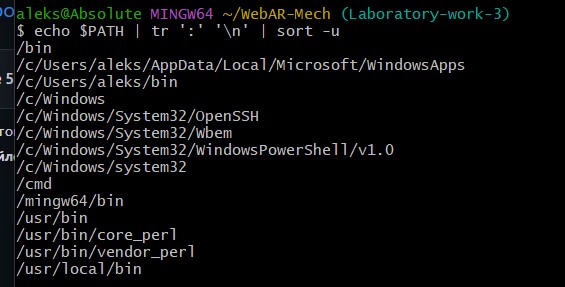 aleks@Absolute MINGW64 ~/WebAR-Mech (Laboratory-work-3)
$ echo $PATH | tr ':' '\n' | sort -u
/bin
/c/Users/aleks/AppData/Local/Microsoft/WindowsApps
/c/Users/aleks/bin
/c/Windows
/c/Windows/System32/OpenSSH
/c/Windows/System32/Wbem
/c/Windows/System32/WindowsPowerShell/v1.0
/c/Windows/system32
/cmd
/mingw64/bin
/usr/bin
/usr/bin/core_perl
/usr/bin/vendor_perl
/usr/local/bin